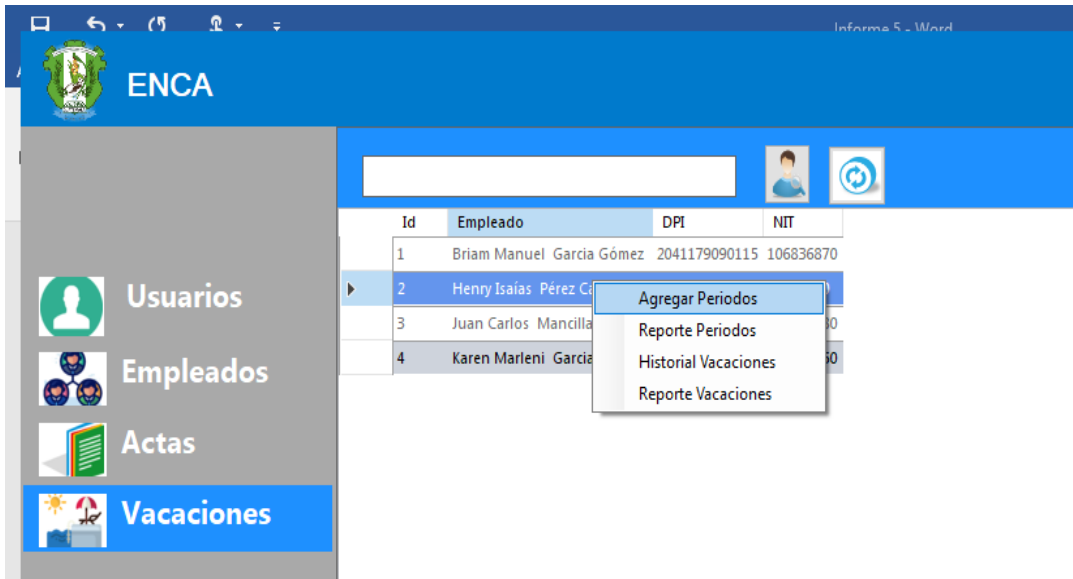 Informe 5 - Word
ENCA
Id Empleado DPI NIT
1 Briam Manuel Garcia Gómez 2041179090115 106836870
2 Henry Isaías Pérez
3 Juan Carlos Mancilla
4 Karen Marleni Garcia
Agregar Periodos
Reporte Periodos
Historial Vacaciones
Reporte Vacaciones
Usuarios
Empleados
Actas
Vacaciones